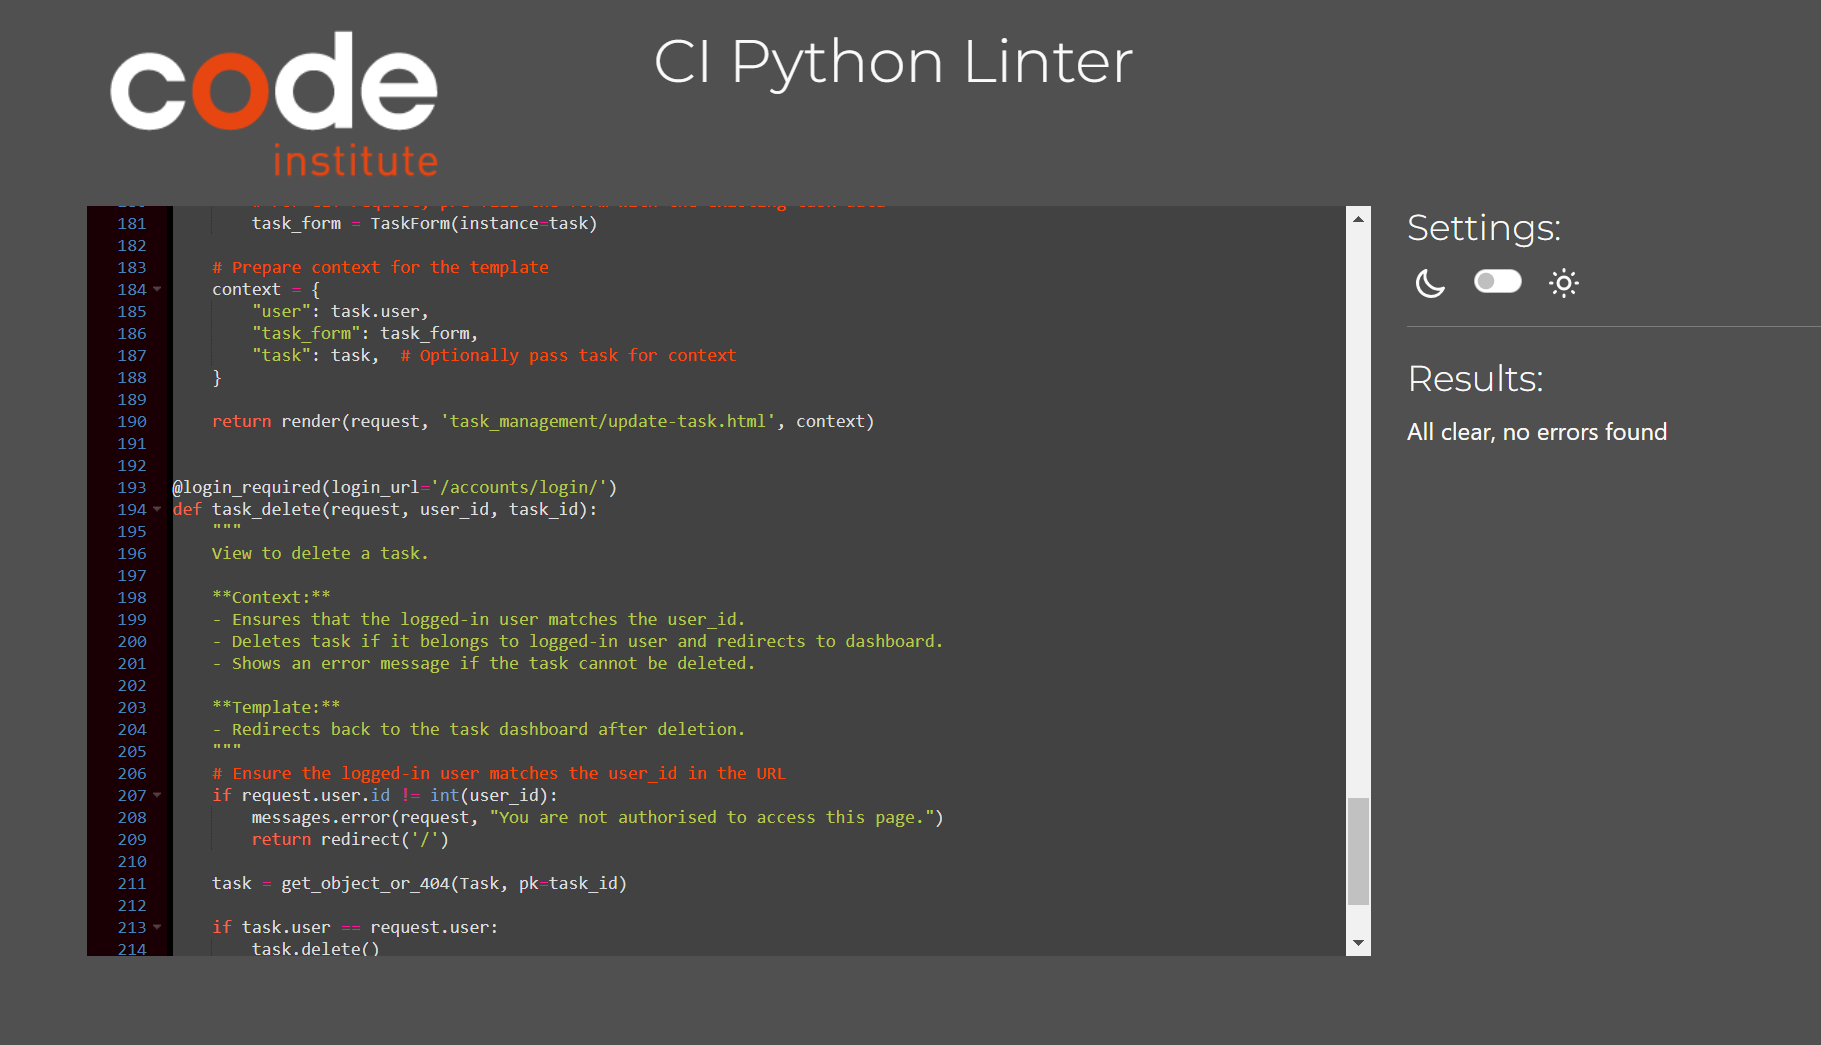 code
institute
CI Python Linter
181 task_form = TaskForm(instance=task)
182
183 # Prepare context for the template
184 context = {
185 "user": task.user,
186 "task_form": task_form,
187 "task": task,  # Optionally pass task for context
188 }
189
190 return render(request, 'task_management/update-task.html', context)
191
192
193 @login_required(login_url='/accounts/login/')
194 def task_delete(request, user_id, task_id):
195 """
196 View to delete a task.
197
198 **Context:**
199 - Ensures that the logged-in user matches the user_id.
200 - Deletes task if it belongs to logged-in user and redirects to dashboard.
201 - Shows an error message if the task cannot be deleted.
202
203 **Template:**
204 - Redirects back to the task dashboard after deletion.
205 """
206 # Ensure the logged-in user matches the user_id in the URL
207 if request.user.id != int(user_id):
208 messages.error(request, "You are not authorised to access this page.")
209 return redirect('/')
210
211 task = get_object_or_404(Task, pk=task_id)
212
213 if task.user == request.user:
214 task.delete()
Settings:
Results:
All clear, no errors found